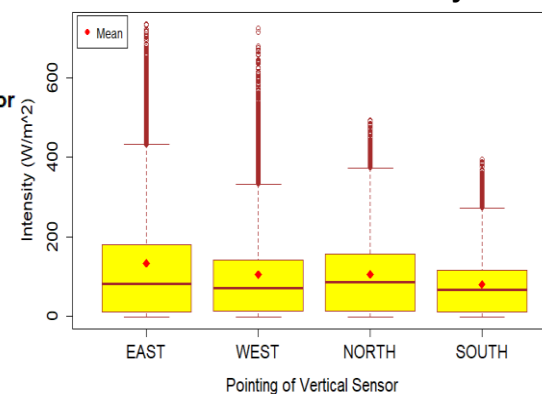 Mean
Intensity (W/m^2)
600
400
200
0
EAST WEST NORTH SOUTH
Pointing of Vertical Sensor